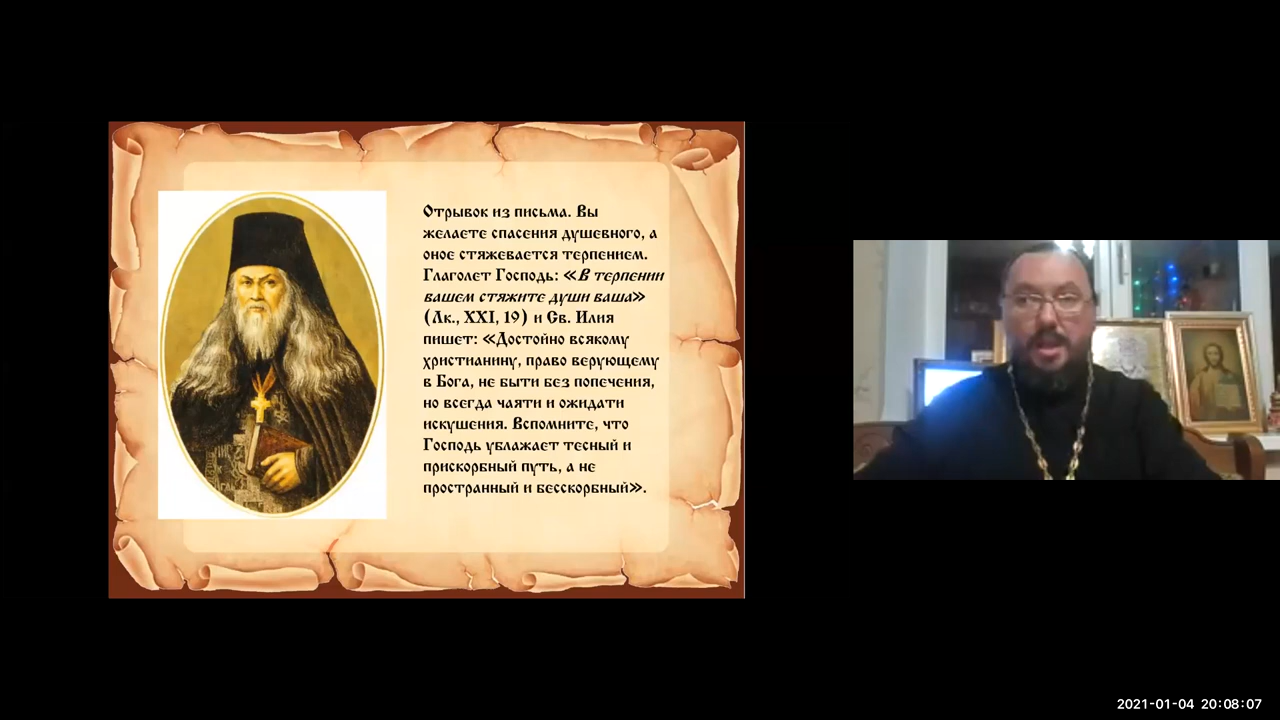 Отрывок из письма. Вы
желаете спасения душевного, а
оное стяжевается терпением.
Глаголет Господь: «В терпении
вашем стяжите души ваша»
(Лк., XXI, 19) и Св. Илия
пишет: «Достойно всякому
христианину, право верующему
в Бога, не быти без попечения,
но всегда чаяти и ожидати
искушения. Вспомните, что
Господь ублажает тесный и
прискорбный путь, а не
пространный и бесскорбный».
2021-01-04 20:08:07